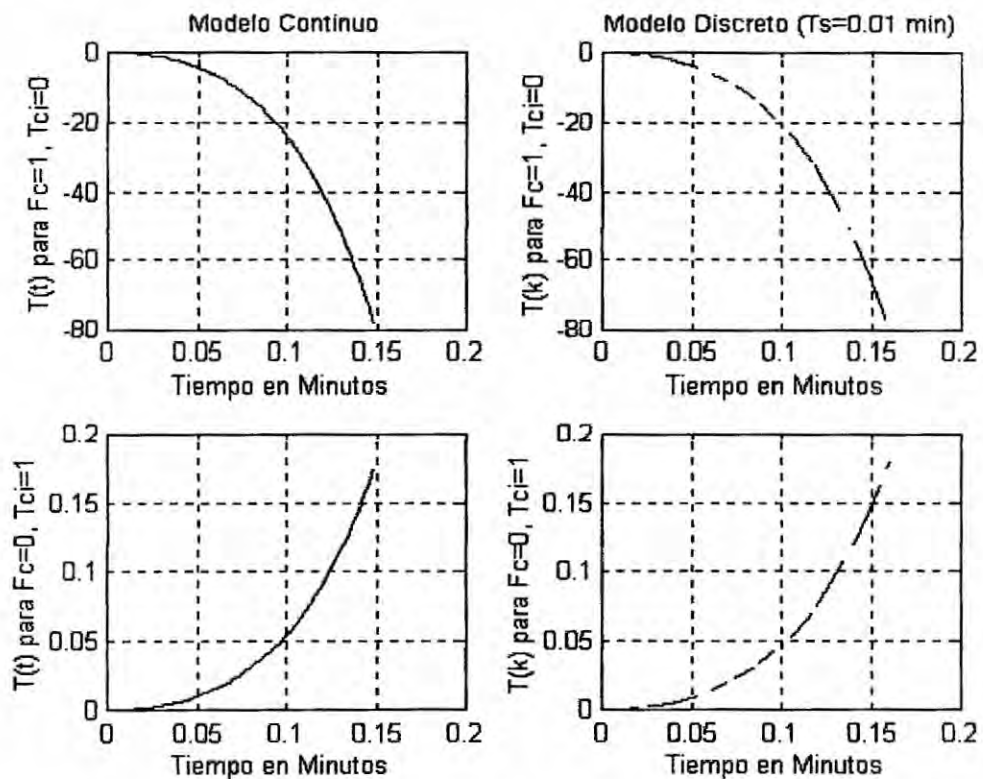 Modelo Continuo
T(t) para Fc=1, Tci=0
0
-20
-40
-60
-80
0 0.05 0.1 0.15 0.2
Tiempo en Minutos
Modelo Discreto (Ts=0.01 min)
T(k) para Fc=1, Tci=0
0
-20
-40
-60
-80
0 0.05 0.1 0.15 0.2
Tiempo en Minutos
T(t) para Fc=0, Tci=1
0.2
0.15
0.1
0.05
0
0 0.05 0.1 0.15 0.2
Tiempo en Minutos
T(k) para Fc=0, Tci=1
0.2
0.15
0.1
0.05
0
0 0.05 0.1 0.15 0.2
Tiempo en Minutos